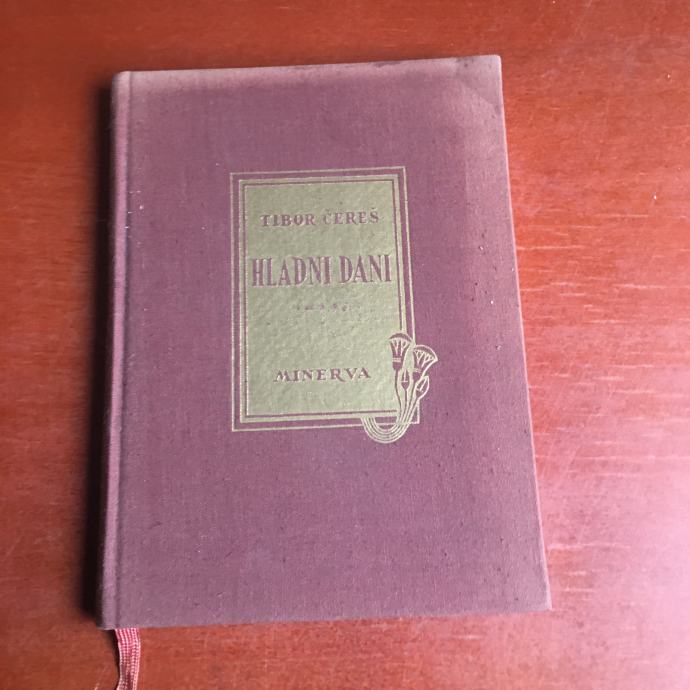 TIBOR ČEREŠ
HLADNI DANI
MINERVA